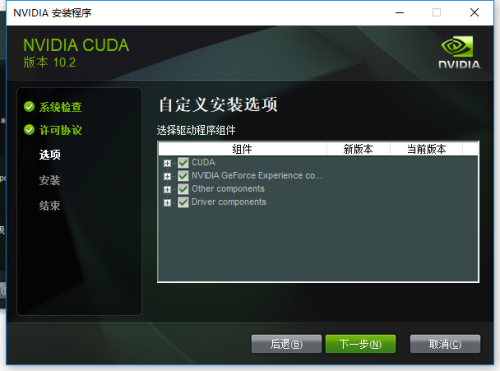 NVIDIA 安装程序
NVIDIA CUDA
版本 10.2
NVIDIA.
系统检查
许可协议
选项
安装
结束
自定义安装选项
选择驱动程序组件
组件 新版本 当前版本
CUDA
NVIDIA GeForce Experience co...
Other components
Driver components
后退(B) 下一步(N) 取消(C)